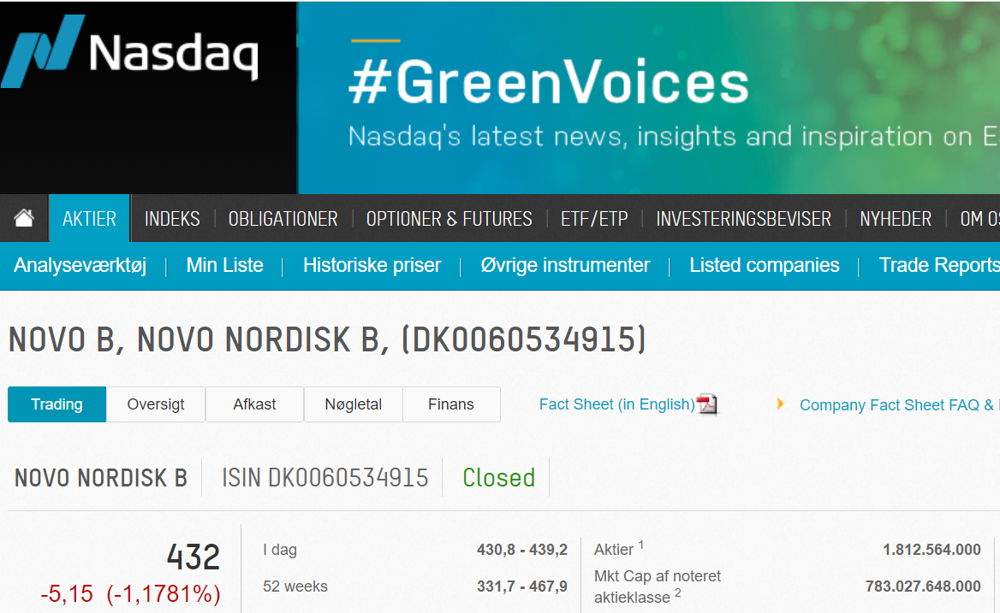 Nasdaq
#GreenVoices
Nasdaq's latest news, insights and inspiration on E
AKTIER INDEKS OBLIGATIONER OPTIONER & FUTURES ETF/ETP INVESTERINGSBEVISER NYHEDER OM OS
Analyseværktøj Min Liste Historiske priser Øvrige instrumenter Listed companies Trade Reports
NOVO B, NOVO NORDISK B, (DK0060534915)
Trading Oversigt Afkast Nøgletal Finans Fact Sheet (in English) Company Fact Sheet FAQ &
NOVO NORDISK B ISIN DK0060534915 Closed
432 I dag 430,8 - 439,2 Aktier 1 1.812.564.000
-5,15 (-1,1781%) 52 weeks 331,7 - 467,9 Mkt Cap af noteret 783.027.648.000
aktieklasse 2